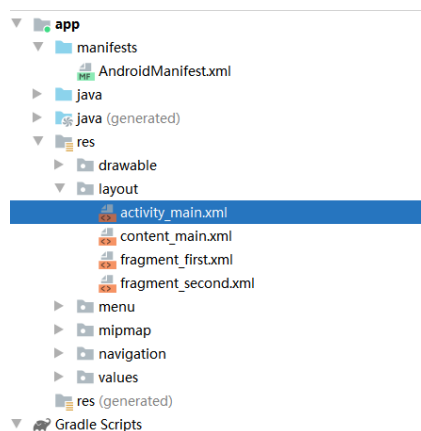 app
manifests
MF AndroidManifest.xml
java
java (generated)
res
drawable
layout
<> activity_main.xml
<> content_main.xml
<> fragment_first.xml
<> fragment_second.xml
menu
mipmap
navigation
values
res (generated)
Gradle Scripts